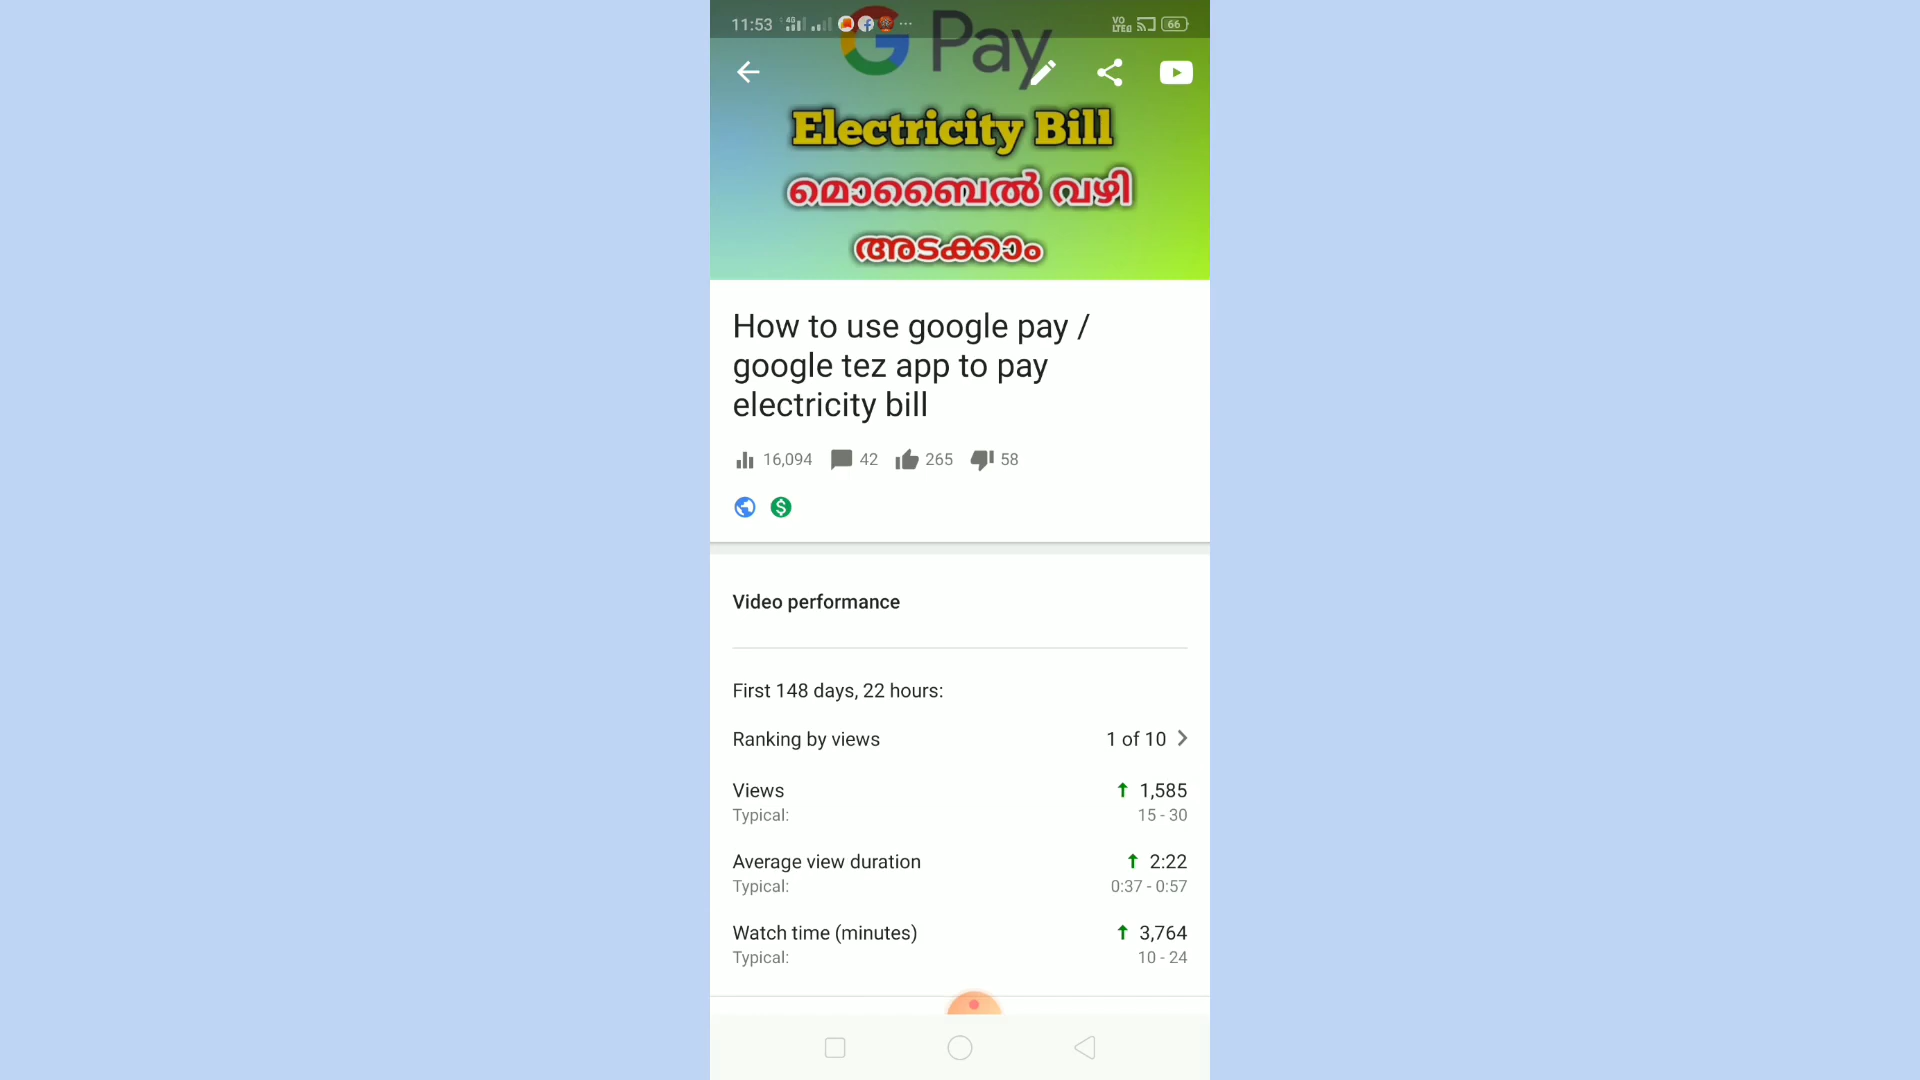 11:53
VO LTE 66
G Pay
Electricity Bill
മൊബൈൽ വഴി
അടക്കാം
How to use google pay /
google tez app to pay
electricity bill
16,094 42 265 58
Video performance
First 148 days, 22 hours:
Ranking by views 1 of 10
Views 1,585
Typical: 15 - 30
Average view duration 2:22
Typical: 0:37 - 0:57
Watch time (minutes) 3,764
Typical: 10 - 24